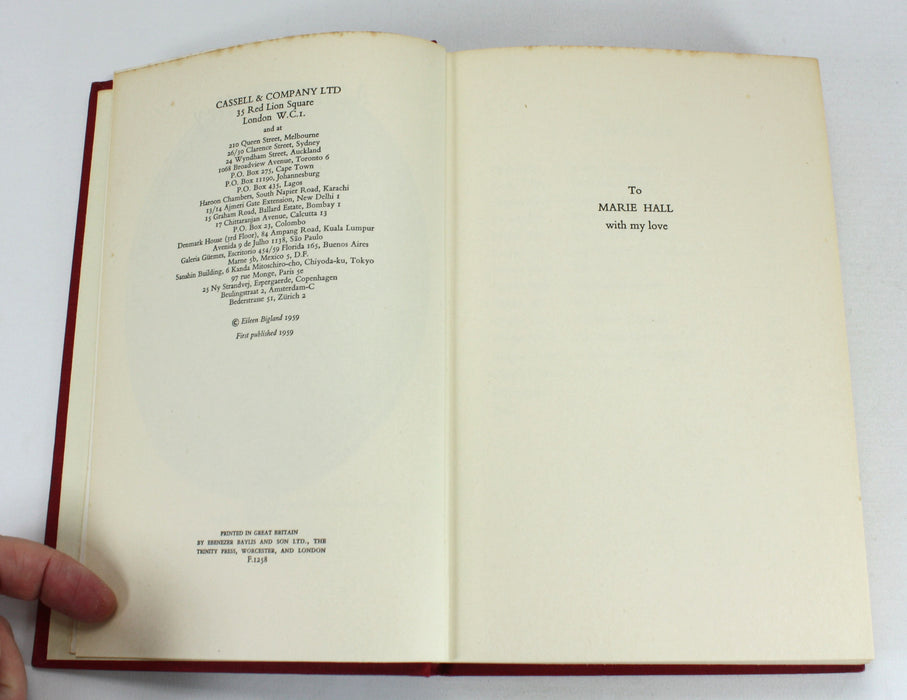 CASSELL & COMPANY LTD
35 Red Lion Square
London W.C.1.
and at
210 Queen Street, Melbourne
26/30 Clarence Street, Sydney
24 Wyndham Street, Auckland
1068 Broadview Avenue, Toronto 6
P.O. Box 275, Cape Town
P.O. Box 11190, Johannesburg
P.O. Box 435, Lagos
Haroon Chambers, South Napier Road, Karachi
13/14 Ajmeri Gate Extension, New Delhi 1
15 Graham Road, Ballard Estate, Bombay 1
17 Chittaranjan Avenue, Calcutta 13
P.O. Box 23, Colombo
Denmark House (3rd Floor), 84 Ampang Road, Kuala Lumpur
Avenida 9 de Julho 1138, São Paulo
Galeria Güemes, Escritorio 454/59 Florida 165, Buenos Aires
Marne 5b, Mexico 5, D.F.
Sanshin Building, 6 Kanda Mitoschiro-cho, Chiyoda-ku, Tokyo
97 rue Monge, Paris 5e
25 Ny Strandvej, Espergaerde, Copenhagen
Beulingstraat 2, Amsterdam-C
Bederstrasse 51, Zürich 2
© Eileen Bigland 1959
First published 1959
PRINTED IN GREAT BRITAIN
BY EBENEZER BAYLIS AND SON LTD., THE
TRINITY PRESS, WORCESTER, AND LONDON
F.1258
To
MARIE HALL
with my love